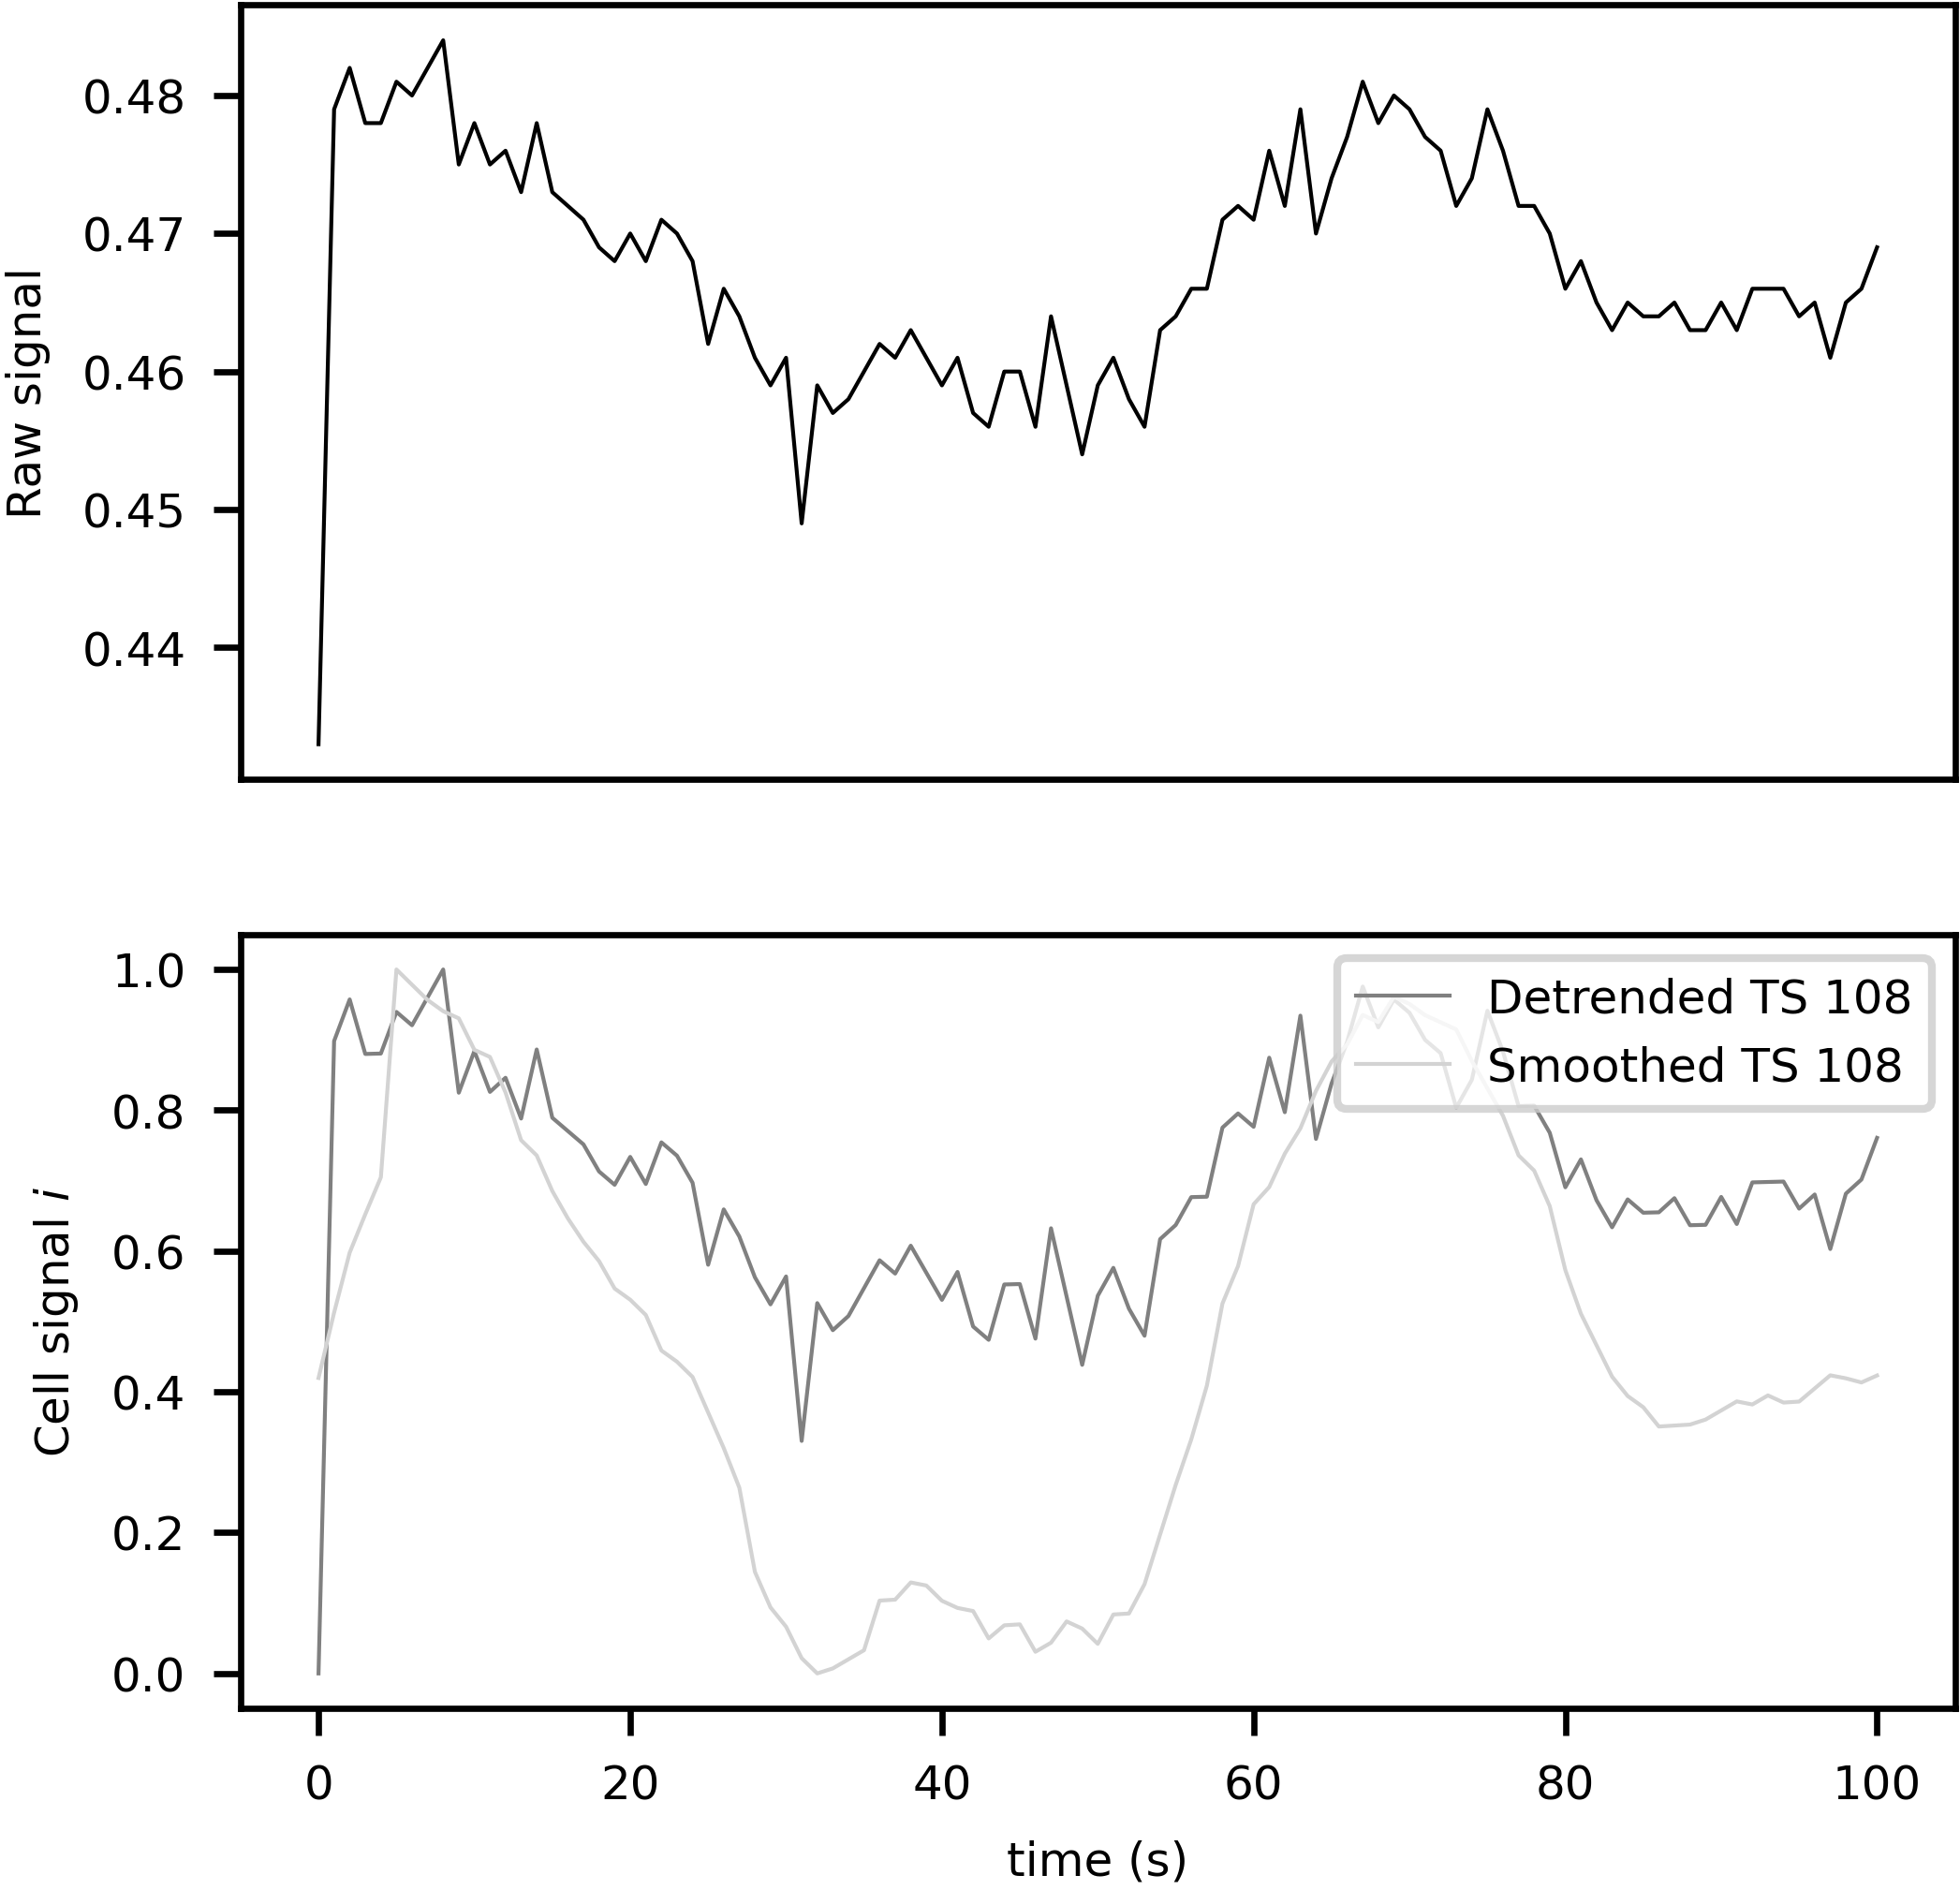 Raw signal
0.48
0.47
0.46
0.45
0.44
Cell signal i
1.0
0.8
0.6
0.4
0.2
0.0
Detrended TS 108
Smoothed TS 108
0 20 40 60 80 100
time (s)